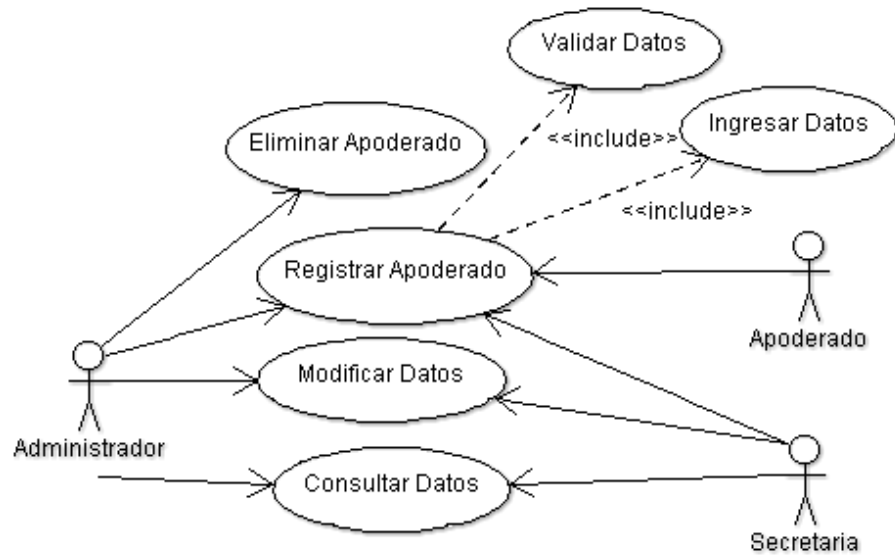 Validar Datos
Ingresar Datos
Eliminar Apoderado
<<include>>
<<include>>
Registrar Apoderado
Apoderado
Modificar Datos
Administrador
Consultar Datos
Secretaria